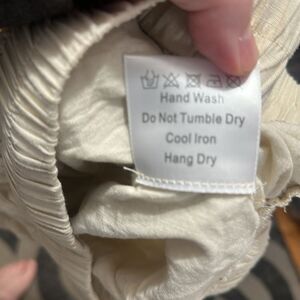 Hand Wash
Do Not Tumble Dry
Cool Iron
Hang Dry